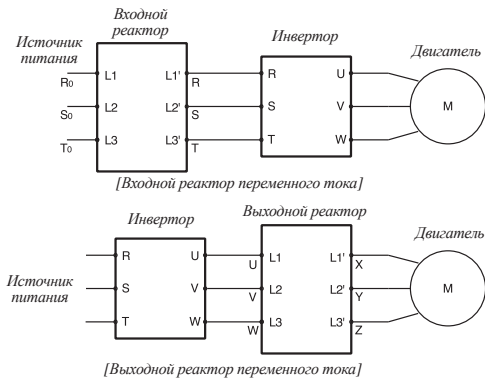 Входной реактор
Источник питания
Инвертор
Двигатель
R0 L1 L1' R R U
S0 L2 L2' S S V M
T0 L3 L3' T T W
[Входной реактор переменного тока]
Инвертор
Выходной реактор
Двигатель
Источник питания
R U U L1 L1' X
S V V L2 L2' Y M
T W W L3 L3' Z
[Выходной реактор переменного тока]